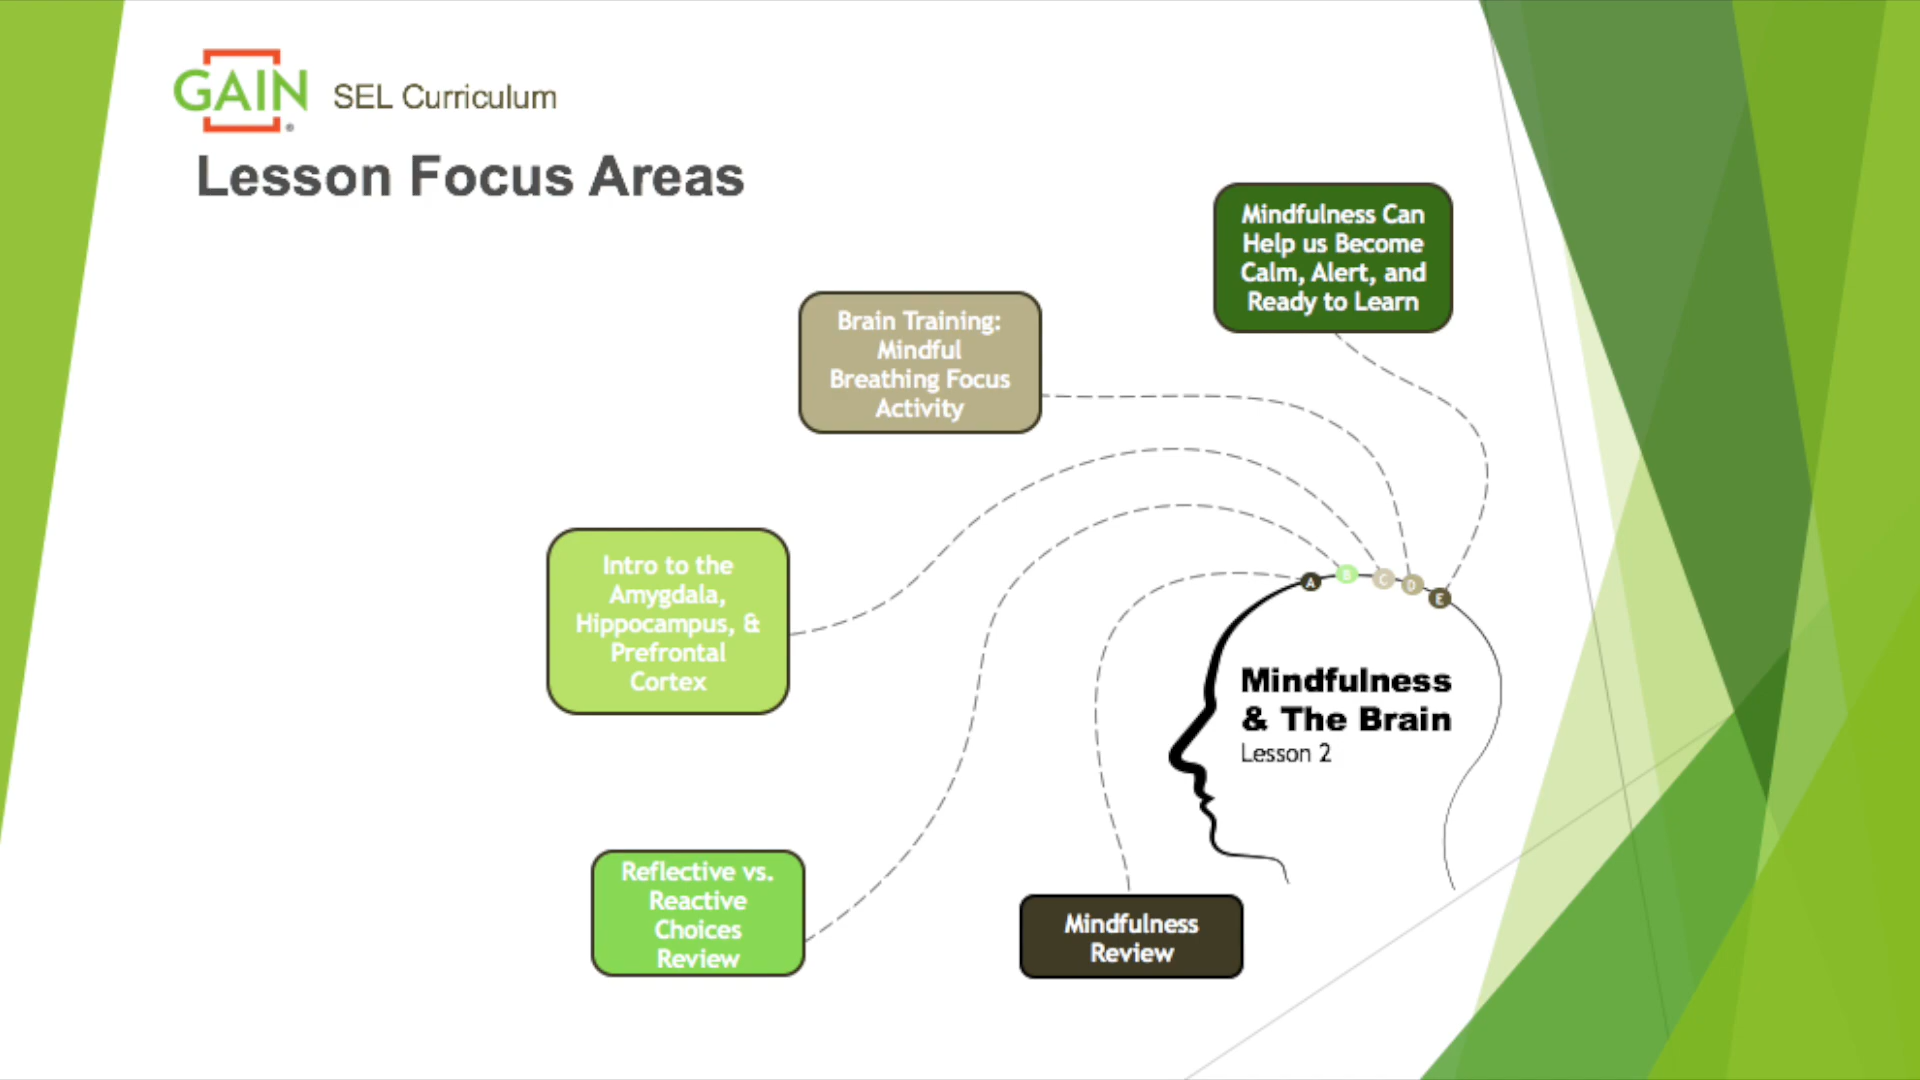 GAIN
®
SEL Curriculum
Lesson Focus Areas
Mindfulness Can
Help us Become
Calm, Alert, and
Ready to Learn
Brain Training:
Mindful
Breathing Focus
Activity
Intro to the
Amygdala,
Hippocampus, &
Prefrontal
Cortex
Reflective vs.
Reactive
Choices
Review
Mindfulness
Review
A
B
C
D
E
Mindfulness
& The Brain
Lesson 2